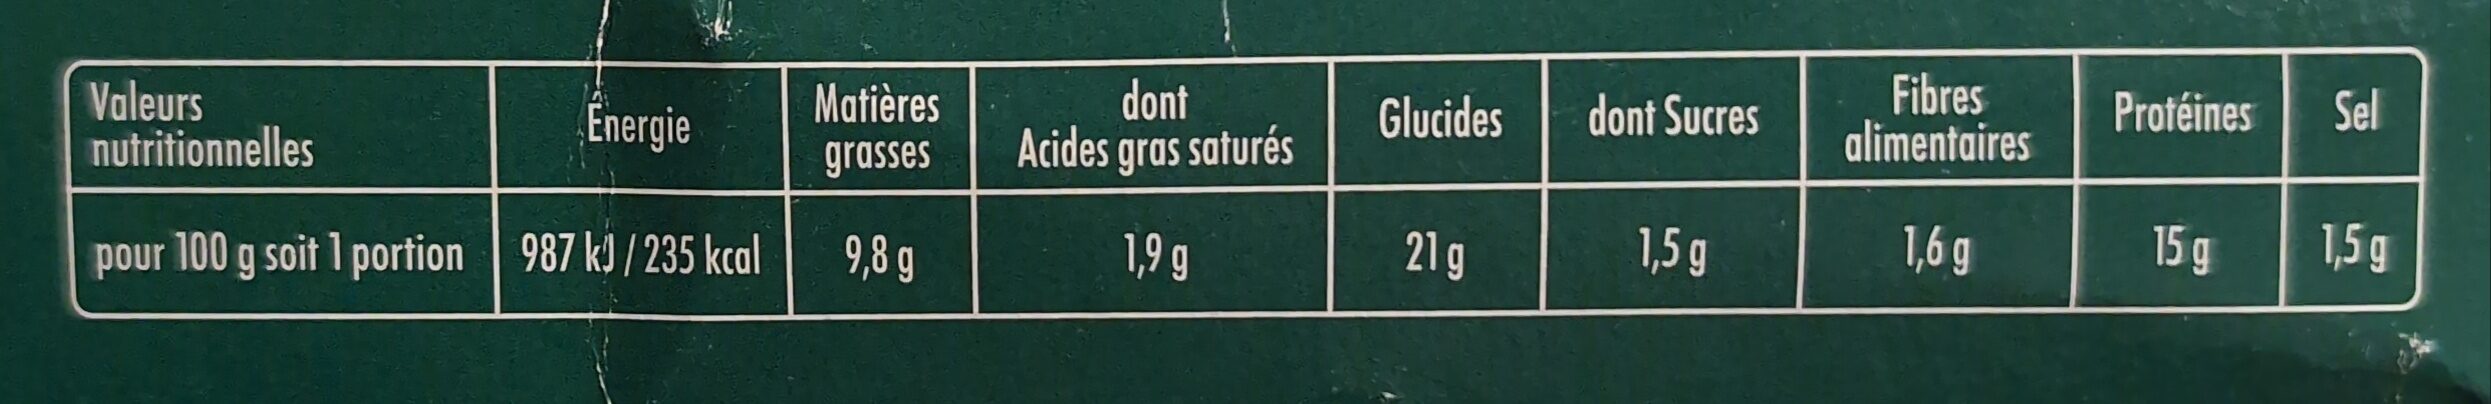 Valeurs
nutritionnelles
Énergie
Matières
grasses
dont
Acides gras saturés
Glucides
dont Sucres
Fibres
alimentaires
Protéines
Sel
pour 100 g soit 1 portion
987 kJ / 235 kcal
9,8 g
1,9 g
21 g
1,5 g
1,6 g
15 g
1,5 g